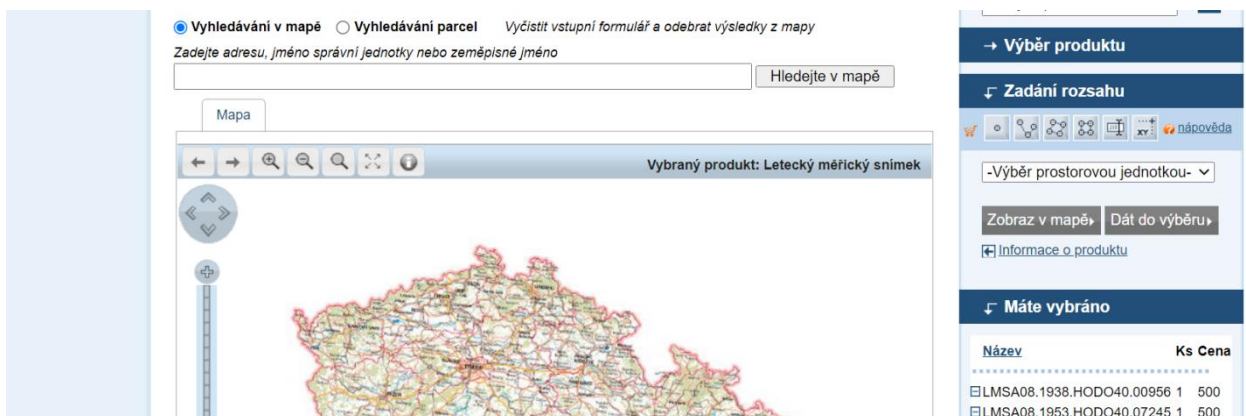 Vyhledávání v mapě Vyhledávání parcel Vyčistit vstupní formulář a odebrat výsledky z mapy
Zadejte adresu, jméno správní jednotky nebo zeměpisné jméno
Hledejte v mapě
Mapa
Vybraný produkt: Letecký měřický snímek
→ Výběr produktu
Zadání rozsahu
XY nápověda
-Výběr prostorovou jednotkou-
Zobraz v mapě Dát do výběru
Informace o produktu
Máte vybráno
Název Ks Cena
LMSA08.1938.HODO40.00956 1 500
LMSA08.1953.HODO40.07245 1 500